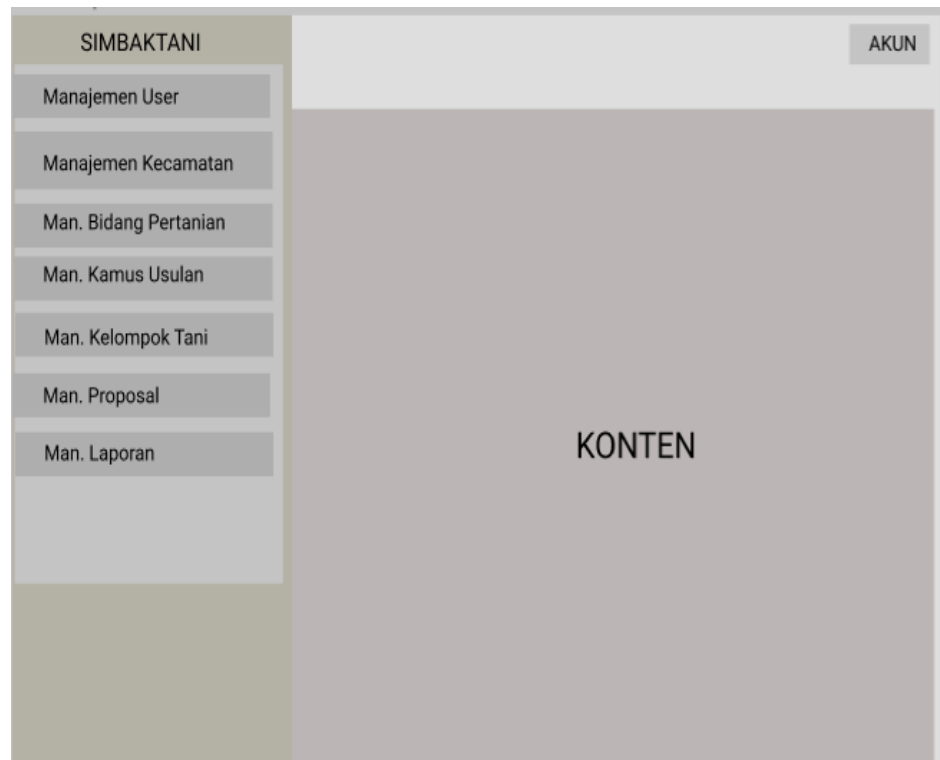 SIMBAKTANI
AKUN
Manajemen User
Manajemen Kecamatan
Man. Bidang Pertanian
Man. Kamus Usulan
Man. Kelompok Tani
Man. Proposal
Man. Laporan
KONTEN